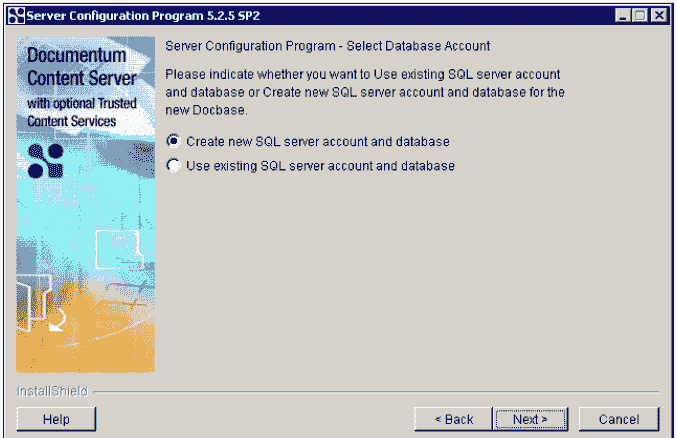 Server Configuration Program 5.2.5 SP2
Documentum
Content Server
with optional Trusted
Content Services
Server Configuration Program - Select Database Account
Please indicate whether you want to Use existing SQL server account
and database or Create new SQL server account and database for the
new Docbase.
Create new SQL server account and database
Use existing SQL server account and database
InstallShield
Help
< Back
Next >
Cancel